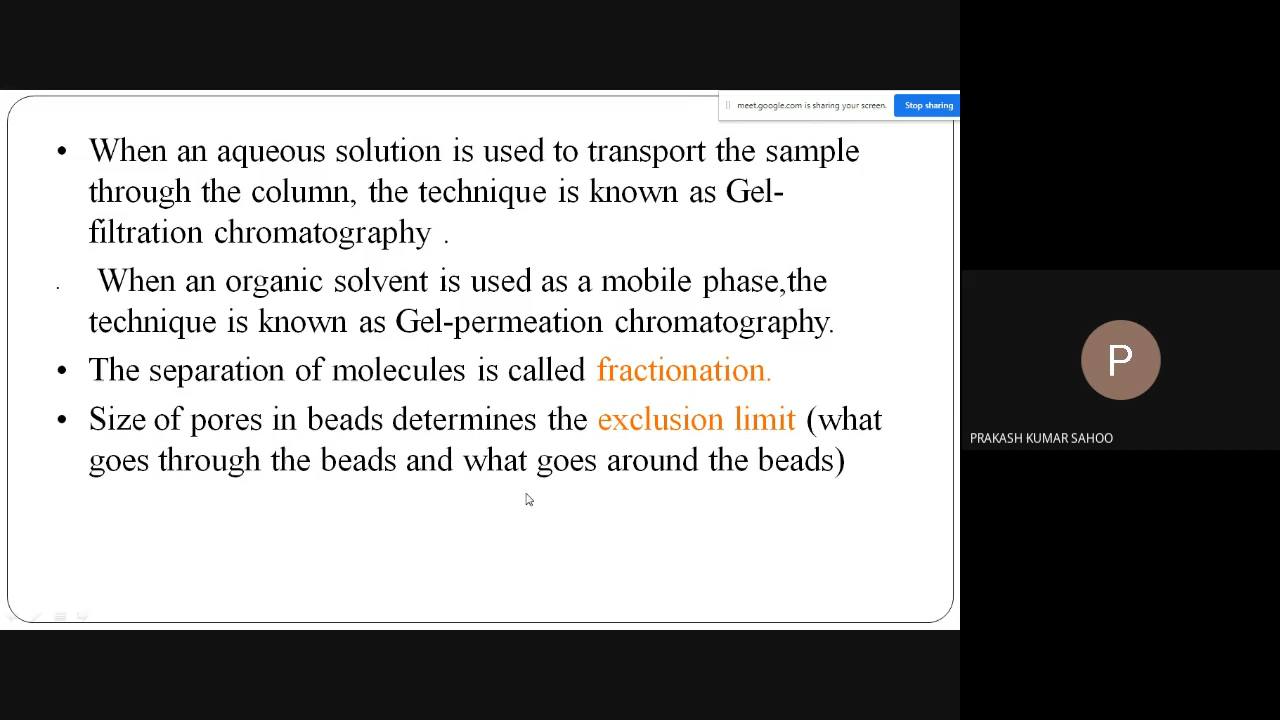 meet.google.com is sharing your screen. Stop sharing
• When an aqueous solution is used to transport the sample
through the column, the technique is known as Gel-
filtration chromatography .
. When an organic solvent is used as a mobile phase,the
technique is known as Gel-permeation chromatography.
• The separation of molecules is called fractionation.
• Size of pores in beads determines the exclusion limit (what
goes through the beads and what goes around the beads)
P
PRAKASH KUMAR SAHOO